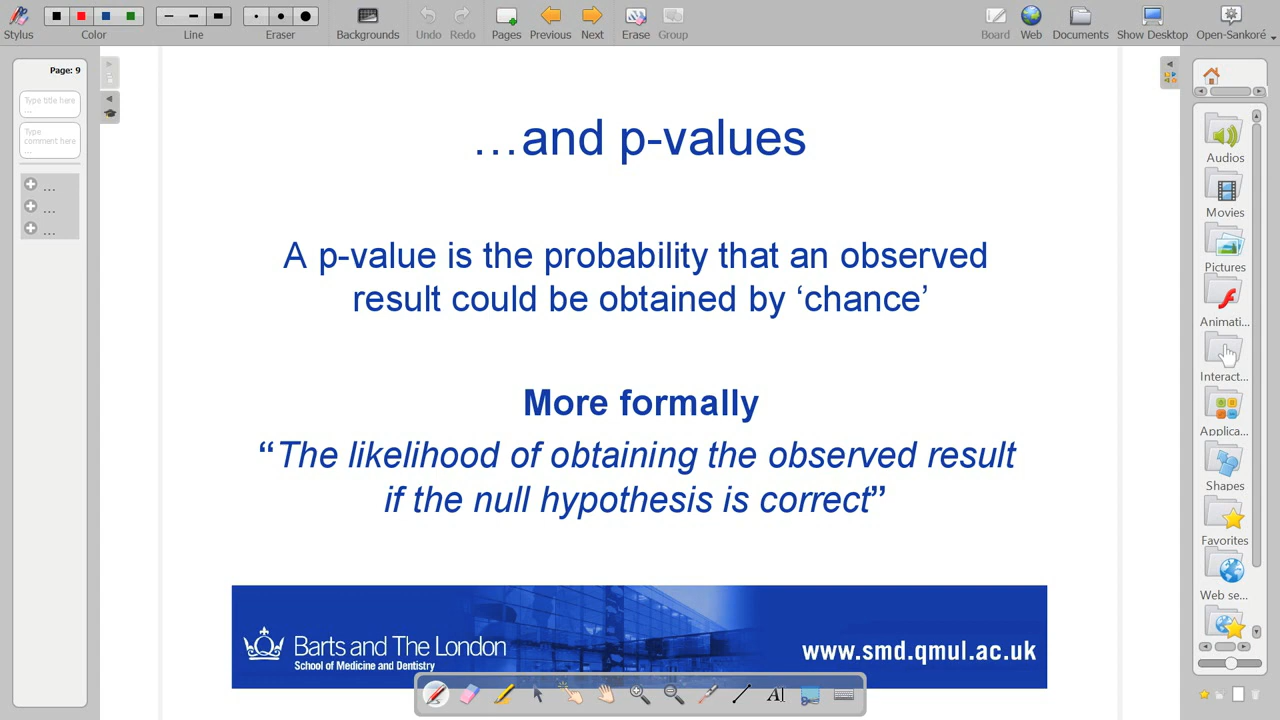 Stylus
Color
Line
Eraser
Backgrounds
Undo
Redo
Pages
Previous
Next
Erase
Group
Board
Web
Documents
Show Desktop
Open-Sankoré
Page: 9
Type title here
...
Type
comment here
...
...
...
...
…and p-values
A p-value is the probability that an observed
result could be obtained by ‘chance’
More formally
“The likelihood of obtaining the observed result
if the null hypothesis is correct”
Barts and The London
School of Medicine and Dentistry
www.smd.qmul.ac.uk
Audios
Movies
Pictures
Animati...
Interact...
Applica...
Shapes
Favorites
Web se...
AI